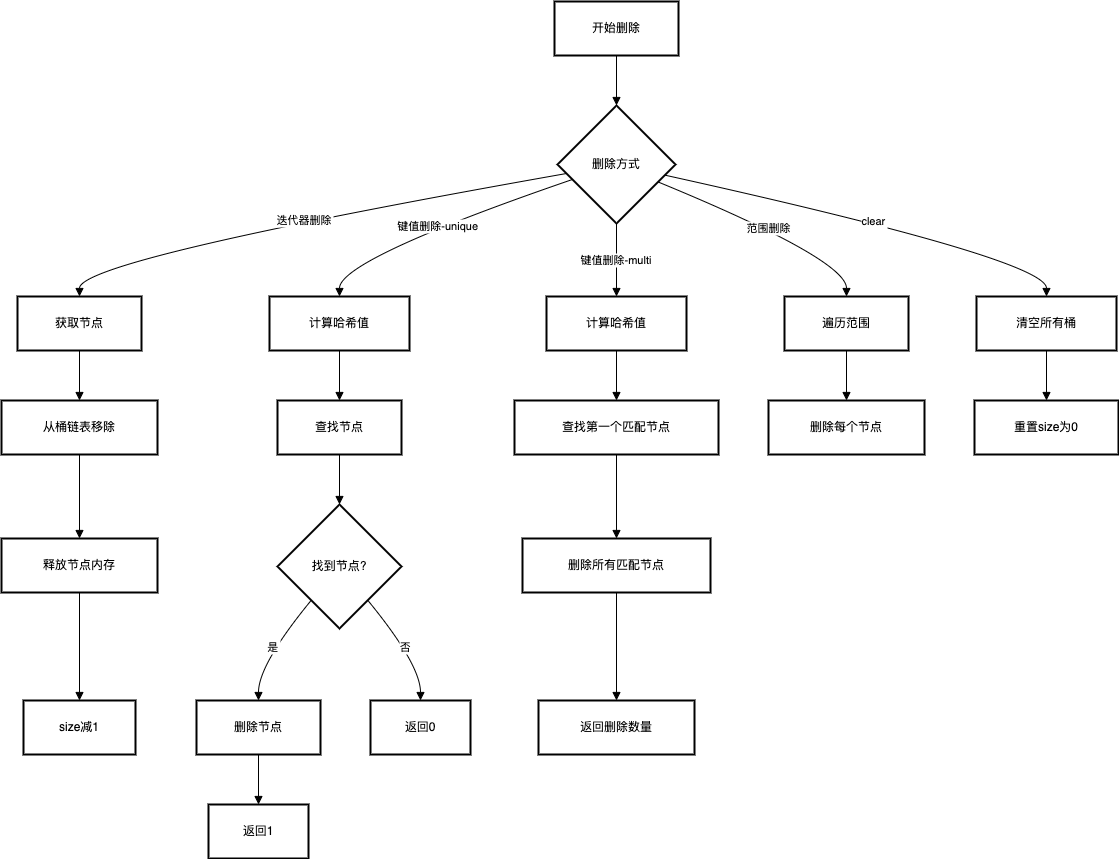 开始删除
删除方式
迭代器删除
键值删除-unique
键值删除-multi
范围删除
clear
获取节点
计算哈希值
计算哈希值
遍历范围
清空所有桶
从桶链表移除
查找节点
查找第一个匹配节点
删除每个节点
重置size为0
释放节点内存
找到节点?
删除所有匹配节点
是
否
size减1
删除节点
返回0
返回删除数量
返回1